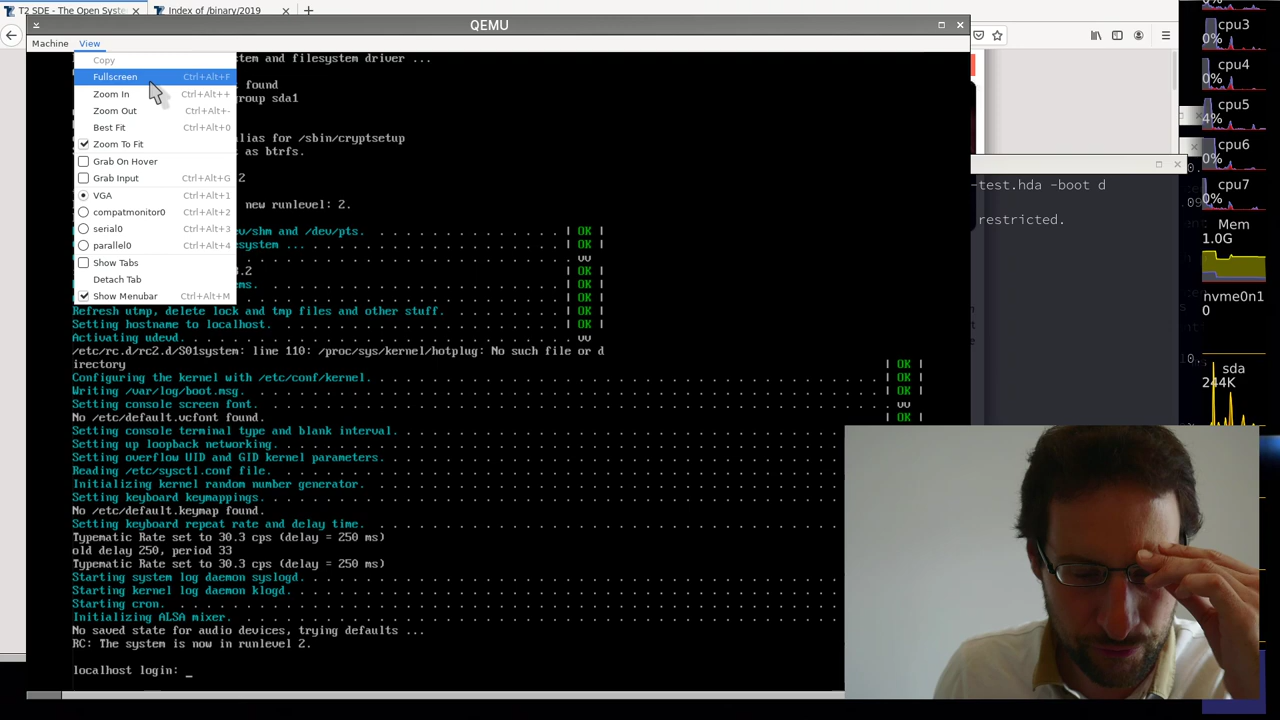 T2 SDE - The Open Syste
Index of /binary/2019
QEMU
Machine
View
Copy
Fullscreen Ctrl+Alt+F
Zoom In Ctrl+Alt++
Zoom Out Ctrl+Alt+-
Best Fit Ctrl+Alt+0
Zoom To Fit
Grab On Hover
Grab Input Ctrl+Alt+G
VGA Ctrl+Alt+1
compatmonitor0 Ctrl+Alt+2
serial0 Ctrl+Alt+3
parallel0 Ctrl+Alt+4
Show Tabs
Detach Tab
Show Menubar Ctrl+Alt+M
tem and filesystem driver ...
found
group sda1
alias for /sbin/cryptsetup
as btrfs.
2
new runlevel: 2.
v/shm and /dev/pts. | OK |
system ... | OK |
3.2 | OK |
ems. | OK |
| OK |
Refresh utmp, delete lock and tmp files and other stuff. | OK |
Setting hostname to localhost. | OK |
Activating udevd.
/etc/rc.d/rc2.d/S01system: line 110: /proc/sys/kernel/hotplug: No such file or d
irectory | OK |
Configuring the kernel with /etc/conf/kernel. | OK |
Writing /var/log/boot.msg. | OK |
Setting console screen font.
No /etc/default.vcfont found. | OK |
Setting console terminal type and blank interval.
Setting up loopback networking.
Setting overflow UID and GID kernel parameters.
Reading /etc/sysctl.conf file.
Initializing kernel random number generator.
Setting keyboard keymappings.
No /etc/default.keymap found.
Setting keyboard repeat rate and delay time.
Typematic Rate set to 30.3 cps (delay = 250 ms)
old delay 250, period 33
Typematic Rate set to 30.3 cps (delay = 250 ms)
Starting system log daemon syslogd.
Starting kernel log daemon klogd.
Starting cron.
Initializing ALSA mixer.
No saved state for audio devices, trying defaults ...
RC: The system is now in runlevel 2.
localhost login: _
-test.hda -boot d
restricted.
cpu3
0%
cpu4
0%
cpu5
4%
cpu6
0%
cpu7
0%
Mem
1.0G
nvme0n1
0
sda
244K